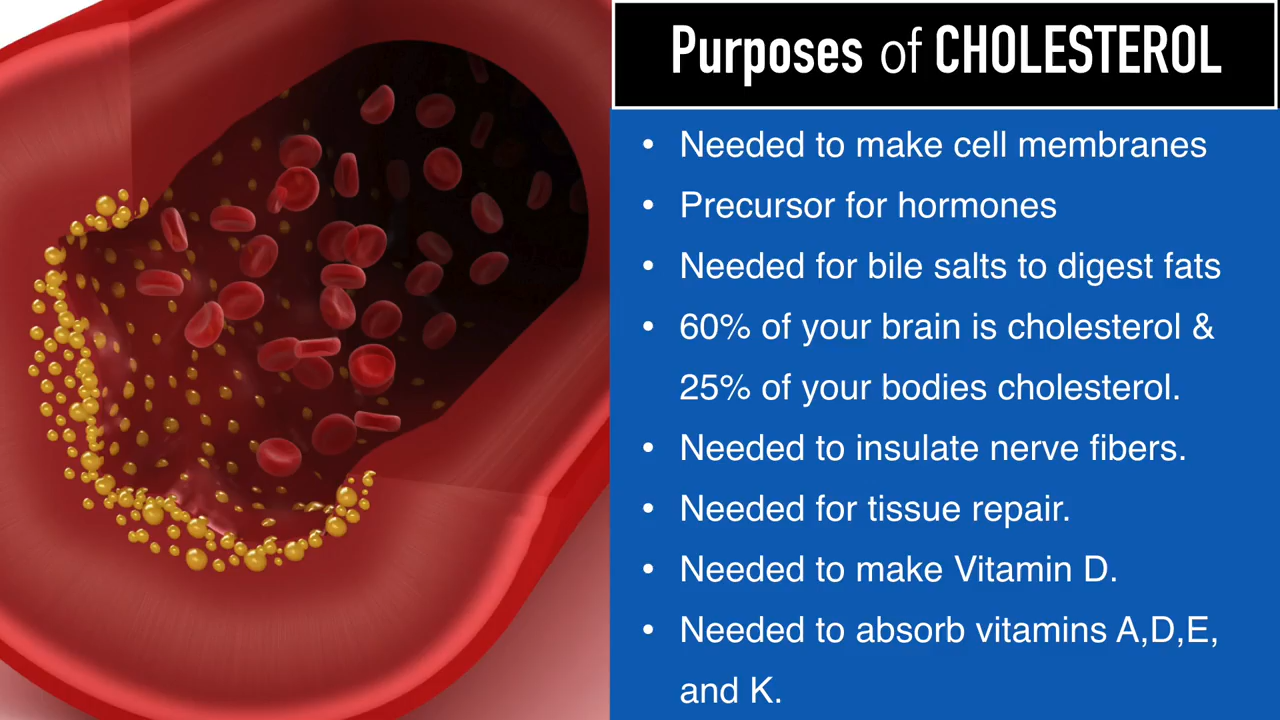 Purposes of CHOLESTEROL
• Needed to make cell membranes
• Precursor for hormones
• Needed for bile salts to digest fats
• 60% of your brain is cholesterol &
25% of your bodies cholesterol.
• Needed to insulate nerve fibers.
• Needed for tissue repair.
• Needed to make Vitamin D.
• Needed to absorb vitamins A,D,E,
and K.